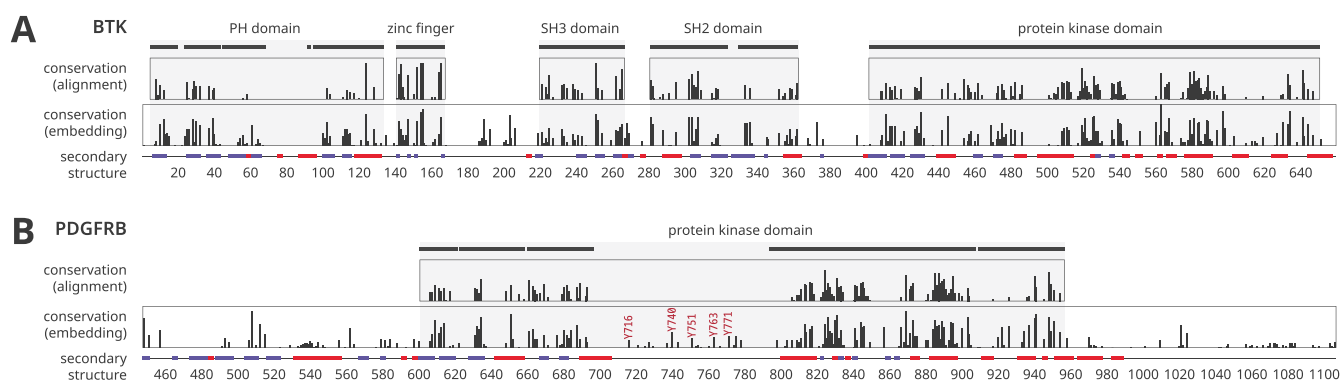 A BTK
PH domain zinc finger SH3 domain SH2 domain protein kinase domain
conservation
(alignment)
conservation
(embedding)
secondary
structure
20 40 60 80 100 120 140 160 180 200 220 240 260 280 300 320 340 360 380 400 420 440 460 480 500 520 540 560 580 600 620 640
B PDGFRB
protein kinase domain
conservation
(alignment)
conservation
(embedding)
Y716 Y740 Y751 Y763 Y771
secondary
structure
460 480 500 520 540 560 580 600 620 640 660 680 700 720 740 760 780 800 820 840 860 880 900 920 940 960 980 1000 1020 1040 1060 1080 1100